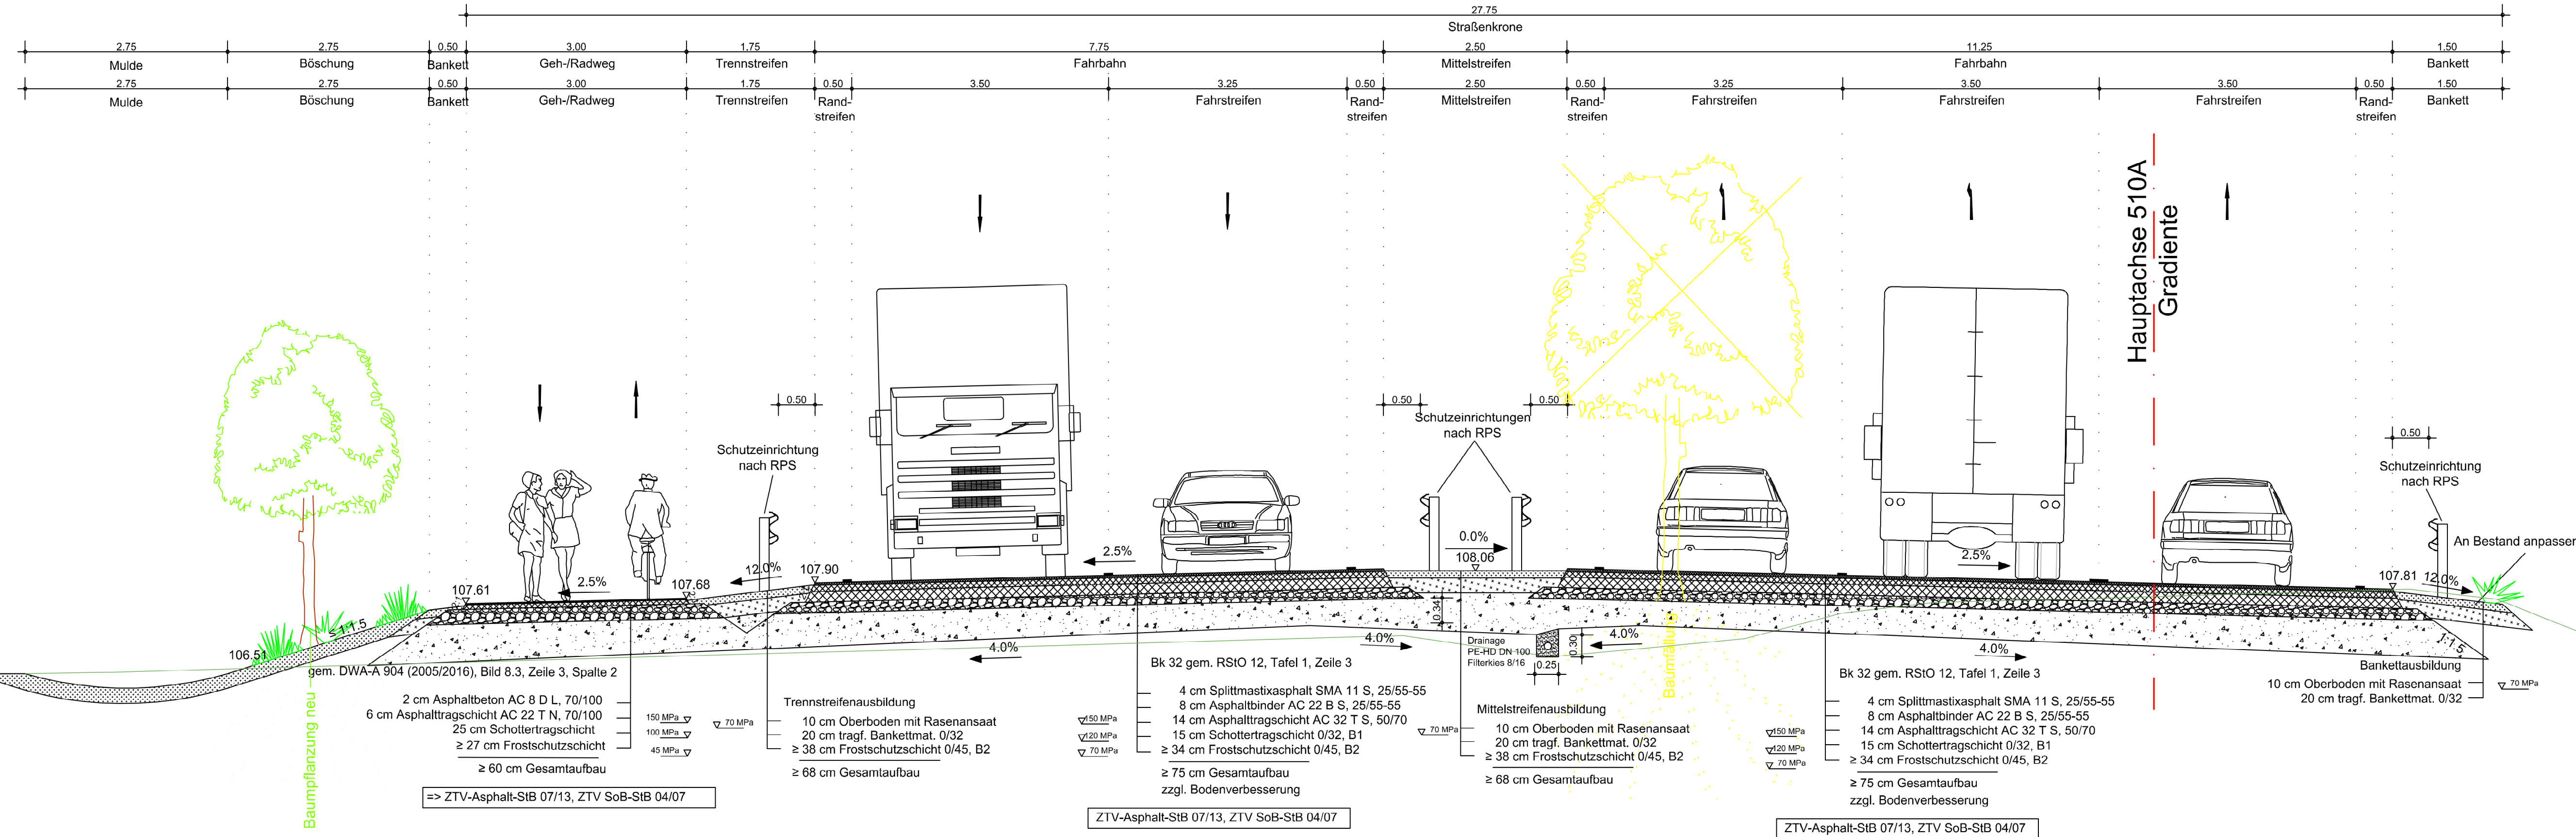 27.75
Straßenkrone
2.75 2.75 0.50 3.00 1.75 7.75 2.50 11.25 1.50
Mulde Böschung Bankett Geh-/Radweg Trennstreifen Fahrbahn Mittelstreifen Fahrbahn Bankett
2.75 2.75 0.50 3.00 1.75 0.50 3.50 3.25 0.50 2.50 0.50 3.25 3.50 3.50 0.50 1.50
Mulde Böschung Bankett Geh-/Radweg Trennstreifen Rand- Fahrstreifen Rand- Mittelstreifen Rand- Fahrstreifen Fahrstreifen Fahrstreifen Rand- Bankett
streifen streifen streifen streifen
Hauptachse 510A
Gradiente
0.50 0.50 0.50
Schutzeinrichtungen
nach RPS
0.50
Schutzeinrichtung
nach RPS
Schutzeinrichtung
nach RPS
An Bestand anpassen
107.61
2.5%
107.68
12.0%
107.90
2.5%
0.0%
108.06
2.5%
107.81
12.0%
≤ 1:1.5
106.51
4.0%
4.0%
0.34
0.30
0.25
4.0%
4.0%
1:1.5
Drainage
PE-HD DN 100
Filterkies 8/16
Baumpflanzung neu
Baumfällung
gem. DWA-A 904 (2005/2016), Bild 8.3, Zeile 3, Spalte 2
2 cm Asphaltbeton AC 8 D L, 70/100
6 cm Asphalttragschicht AC 22 T N, 70/100
25 cm Schottertragschicht
≥ 27 cm Frostschutzschicht
≥ 60 cm Gesamtaufbau
150 MPa
100 MPa
45 MPa
=> ZTV-Asphalt-StB 07/13, ZTV SoB-StB 04/07
Trennstreifenausbildung
70 MPa
10 cm Oberboden mit Rasenansaat
20 cm tragf. Bankettmat. 0/32
≥ 38 cm Frostschutzschicht 0/45, B2
≥ 68 cm Gesamtaufbau
Bk 32 gem. RStO 12, Tafel 1, Zeile 3
4 cm Splittmastixasphalt SMA 11 S, 25/55-55
8 cm Asphaltbinder AC 22 B S, 25/55-55
14 cm Asphalttragschicht AC 32 T S, 50/70
15 cm Schottertragschicht 0/32, B1
≥ 34 cm Frostschutzschicht 0/45, B2
≥ 75 cm Gesamtaufbau
zzgl. Bodenverbesserung
150 MPa
120 MPa
70 MPa
ZTV-Asphalt-StB 07/13, ZTV SoB-StB 04/07
Mittelstreifenausbildung
70 MPa
10 cm Oberboden mit Rasenansaat
20 cm tragf. Bankettmat. 0/32
≥ 38 cm Frostschutzschicht 0/45, B2
≥ 68 cm Gesamtaufbau
Bk 32 gem. RStO 12, Tafel 1, Zeile 3
4 cm Splittmastixasphalt SMA 11 S, 25/55-55
8 cm Asphaltbinder AC 22 B S, 25/55-55
14 cm Asphalttragschicht AC 32 T S, 50/70
15 cm Schottertragschicht 0/32, B1
≥ 34 cm Frostschutzschicht 0/45, B2
≥ 75 cm Gesamtaufbau
zzgl. Bodenverbesserung
150 MPa
120 MPa
70 MPa
ZTV-Asphalt-StB 07/13, ZTV SoB-StB 04/07
Bankettausbildung
10 cm Oberboden mit Rasenansaat
20 cm tragf. Bankettmat. 0/32
70 MPa